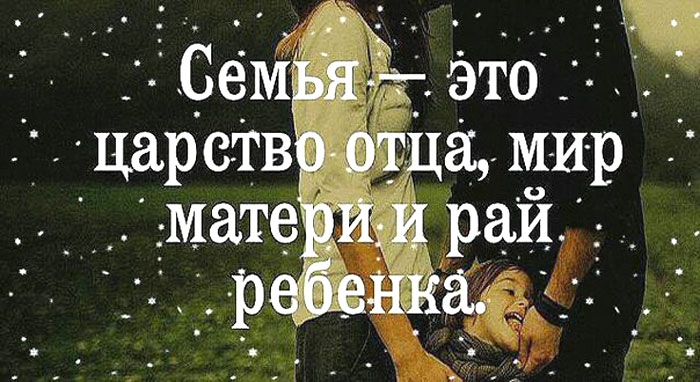 Семья — это
царство отца, мир
матери и рай
ребенка.